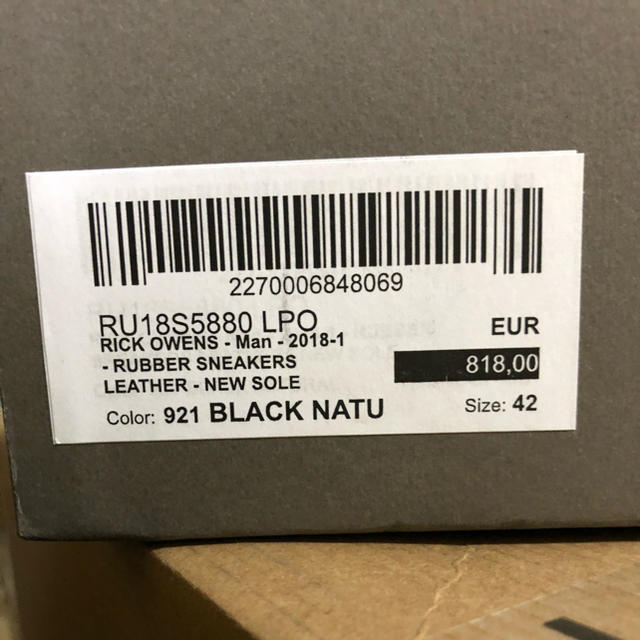 2270006848069
RU18S5880 LPO
RICK OWENS - Man - 2018-1
EUR
- RUBBER SNEAKERS
818,00
LEATHER - NEW SOLE
Color: 921 BLACK NATU
Size: 42